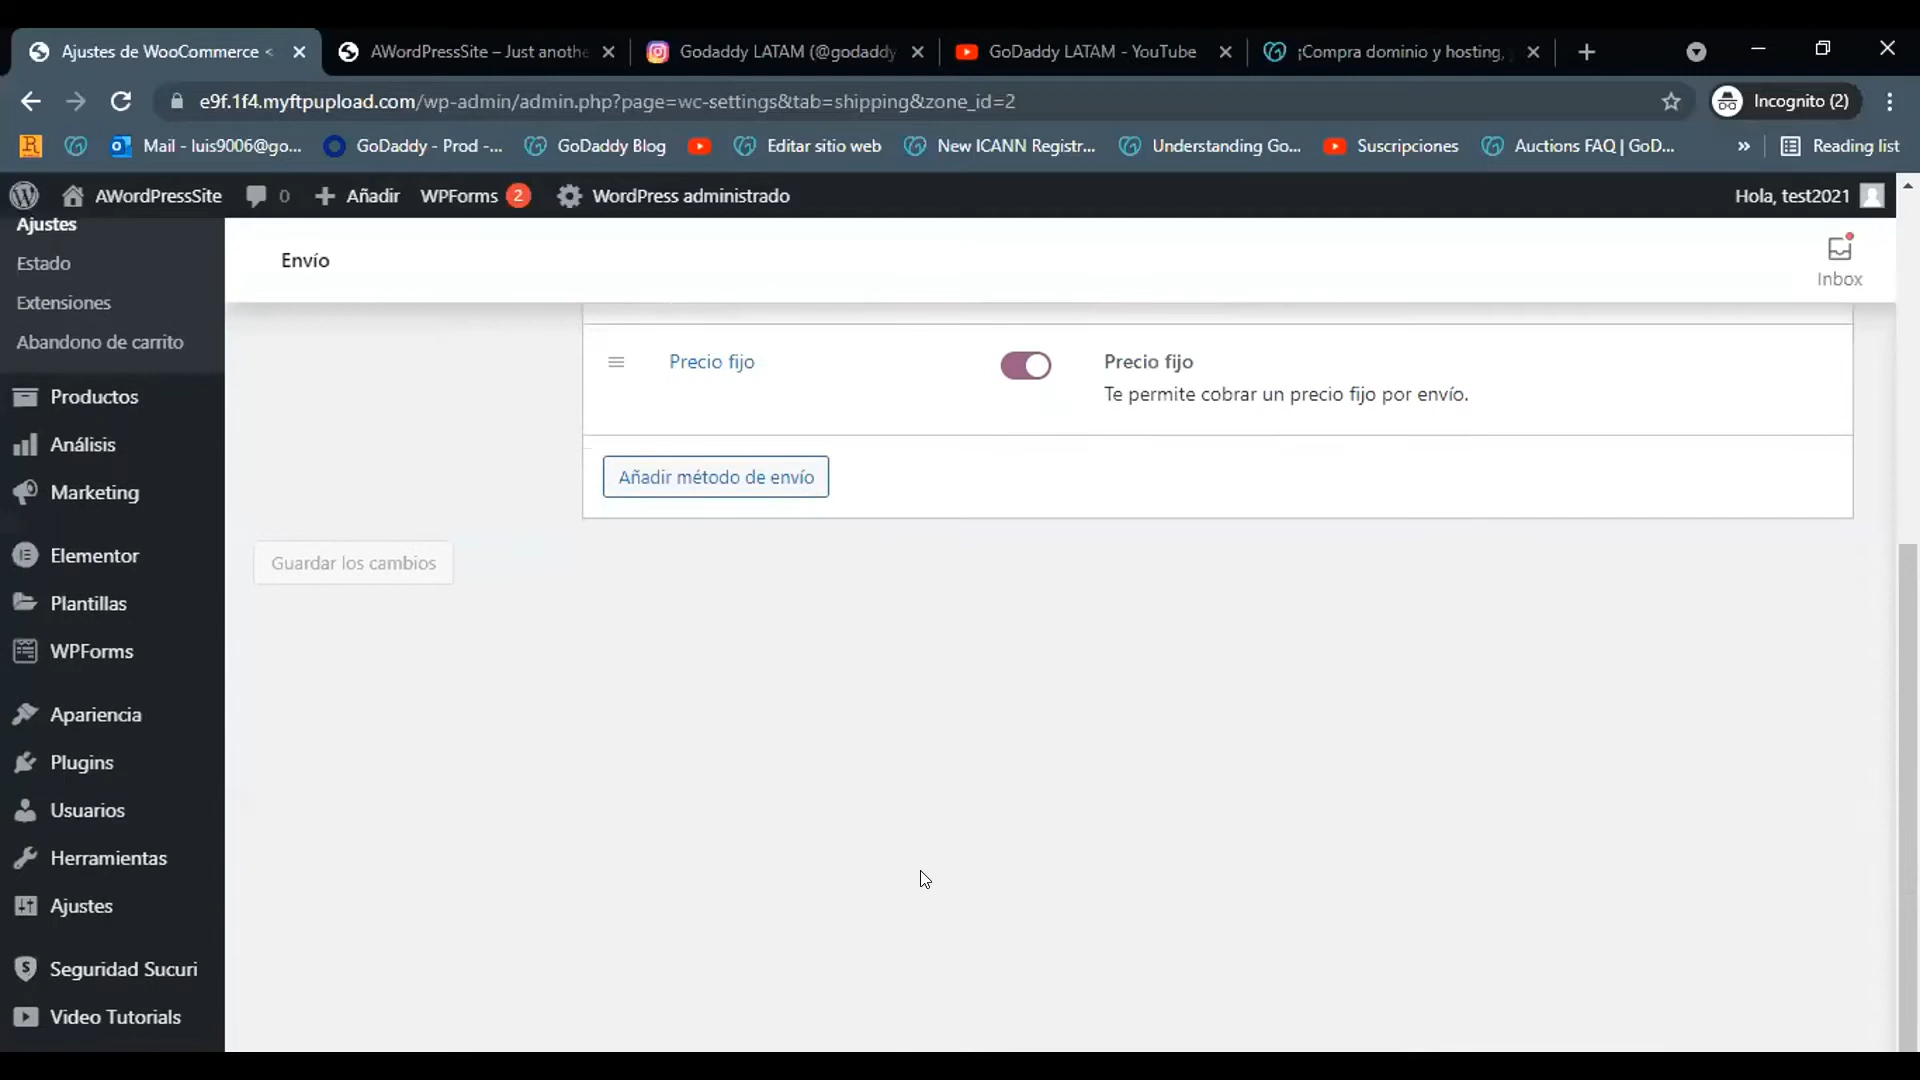 Ajustes de WooCommerce <
AWordPressSite – Just anothe
Godaddy LATAM (@godaddy
GoDaddy LATAM - YouTube
¡Compra dominio y hosting,
e9f.1f4.myftpupload.com/wp-admin/admin.php?page=wc-settings&tab=shipping&zone_id=2
Incognito (2)
Mail - luis9006@go...
GoDaddy - Prod -...
GoDaddy Blog
Editar sitio web
New ICANN Registr...
Understanding Go...
Suscripciones
Auctions FAQ | GoD...
»
Reading list
AWordPressSite
0
Añadir
WPForms 2
WordPress administrado
Hola, test2021
Ajustes
Estado
Extensiones
Abandono de carrito
Productos
Análisis
Marketing
Elementor
Plantillas
WPForms
Apariencia
Plugins
Usuarios
Herramientas
Ajustes
Seguridad Sucuri
Video Tutorials
Envío
Inbox
Precio fijo
Precio fijo
Te permite cobrar un precio fijo por envío.
Añadir método de envío
Guardar los cambios